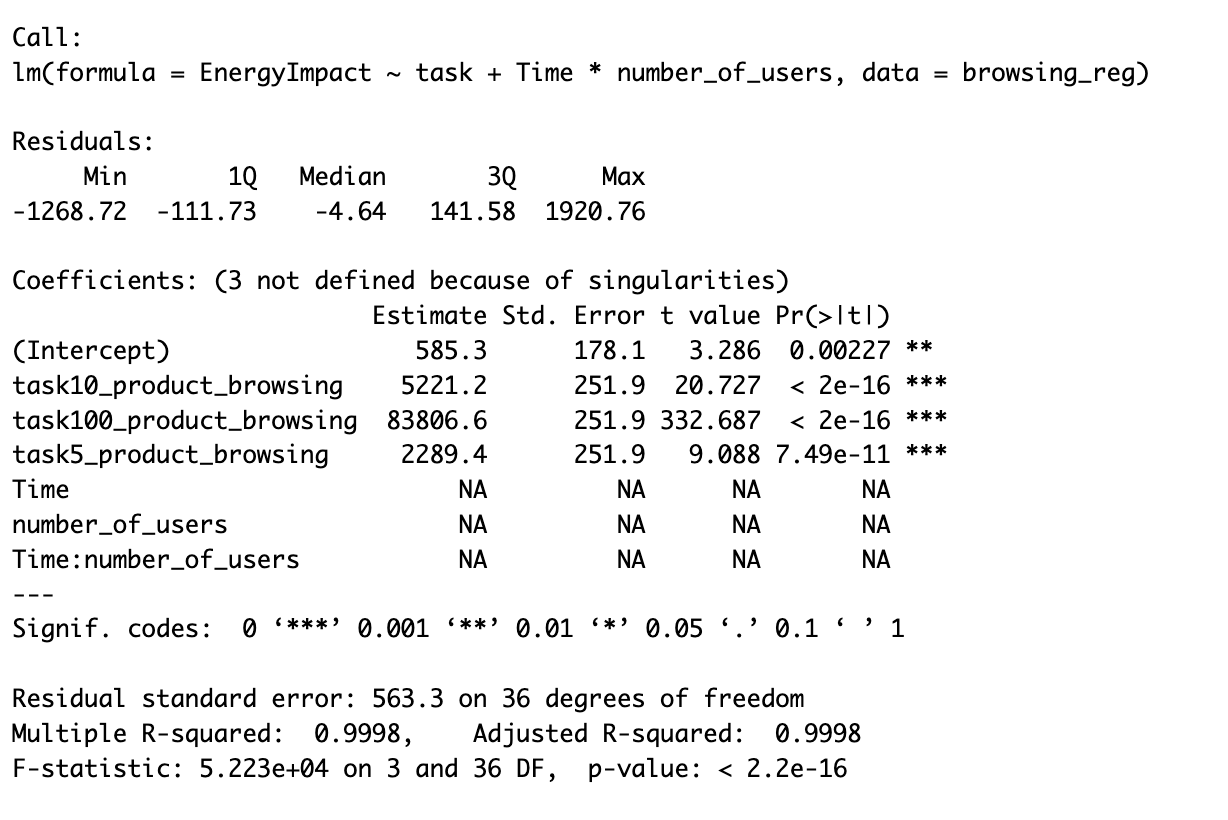 Call:
lm(formula = EnergyImpact ~ task + Time * number_of_users, data = browsing_reg)
Residuals:
Min 1Q Median 3Q Max
-1268.72 -111.73 -4.64 141.58 1920.76
Coefficients: (3 not defined because of singularities)
Estimate Std. Error t value Pr(>|t|)
(Intercept) 585.3 178.1 3.286 0.00227 **
task10_product_browsing 5221.2 251.9 20.727 < 2e-16 ***
task100_product_browsing 83806.6 251.9 332.687 < 2e-16 ***
task5_product_browsing 2289.4 251.9 9.088 7.49e-11 ***
Time NA NA NA NA
number_of_users NA NA NA NA
Time:number_of_users NA NA NA NA
---
Signif. codes: 0 ‘***’ 0.001 ‘**’ 0.01 ‘*’ 0.05 ‘.’ 0.1 ‘ ’ 1
Residual standard error: 563.3 on 36 degrees of freedom
Multiple R-squared: 0.9998, Adjusted R-squared: 0.9998
F-statistic: 5.223e+04 on 3 and 36 DF, p-value: < 2.2e-16